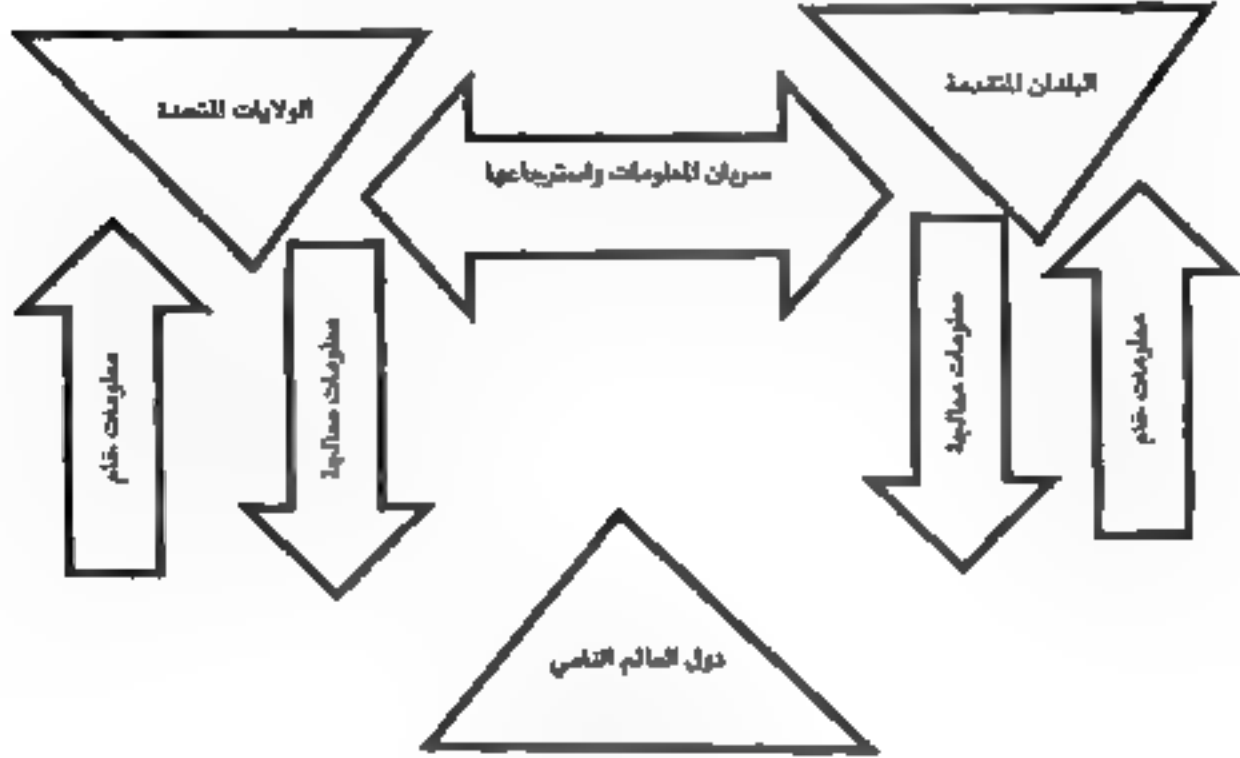 البلدان المتقدمة
الولايات المتحدة
سريان المعلومات واسترجاعها
معلومات خام
معلومات معالجة
معلومات معالجة
معلومات خام
دول العالم النامي